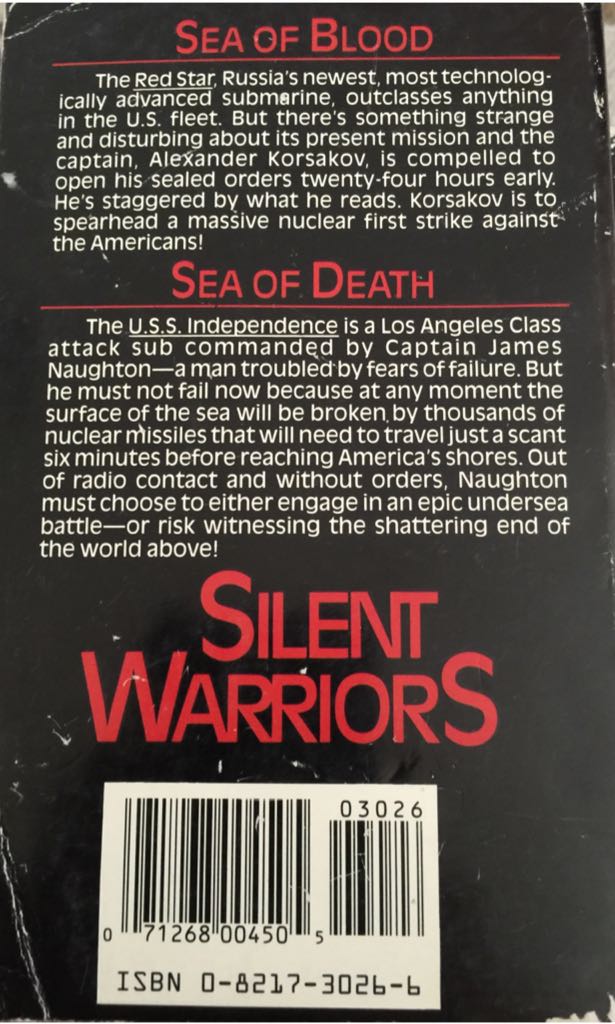 SEA OF BLOOD
The Red Star, Russia's newest, most technolog-
ically advanced submarine, outclasses anything
in the U.S. fleet. But there's something strange
and disturbing about its present mission and the
captain, Alexander Korsakov, is compelled to
open his sealed orders twenty-four hours early.
He's staggered by what he reads. Korsakov is to
spearhead a massive nuclear first strike against
the Americans!
SEA OF DEATH
The U.S.S. Independence is a Los Angeles Class
attack sub commanded by Captain James
Naughton—a man troubled by fears of failure. But
he must not fail now because at any moment the
surface of the sea will be broken by thousands of
nuclear missiles that will need to travel just a scant
six minutes before reaching America's shores. Out
of radio contact and without orders, Naughton
must choose to either engage in an epic undersea
battle—or risk witnessing the shattering end of
the world above!
SILENT
WARRIORS
03026
0 71268 00450 5
ISBN 0-8217-3026-6